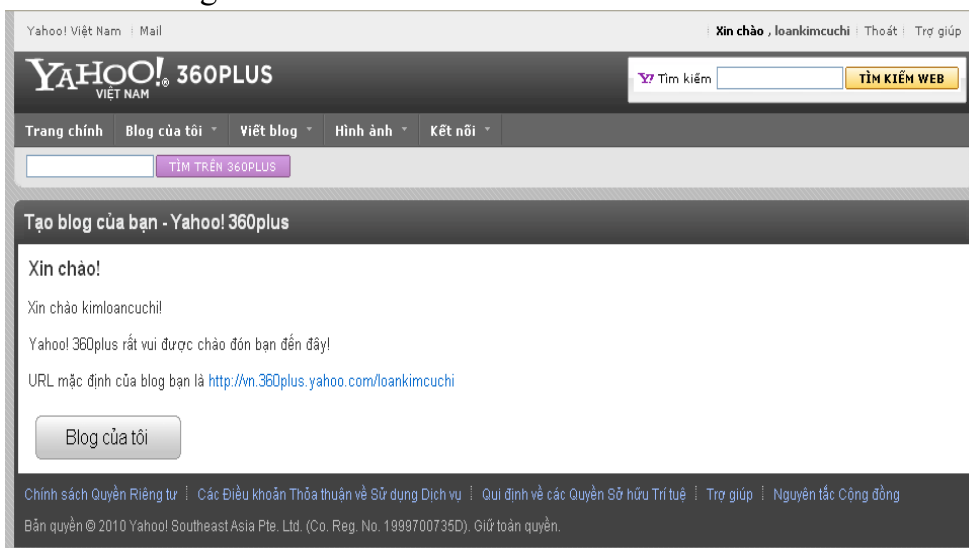 Yahoo! Việt Nam Mail Xin chào , loankimcuchi Thoát Trợ giúp
YAHOO!® 360PLUS
VIỆT NAM
Y! Tìm kiếm TÌM KIẾM WEB
Trang chính Blog của tôi Viết blog Hình ảnh Kết nối
TÌM TRÊN 360PLUS
Tạo blog của bạn - Yahoo! 360plus
Xin chào!
Xin chào kimloancuchi!
Yahoo! 360plus rất vui được chào đón bạn đến đây!
URL mặc định của blog bạn là http://vn.360plus.yahoo.com/loankimcuchi
Blog của tôi
Chính sách Quyền Riêng tư Các Điều khoản Thỏa thuận về Sử dụng Dịch vụ Qui định về các Quyền Sở hữu Trí tuệ Trợ giúp Nguyên tắc Cộng đồng
Bản quyền © 2010 Yahoo! Southeast Asia Pte. Ltd. (Co. Reg. No. 1999700735D). Giữ toàn quyền.